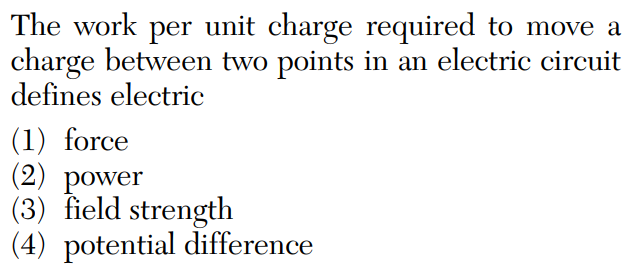 The work per unit charge required to move a
charge between two points in an electric circuit
defines electric
(1) force
(2) power
(3) field strength
(4) potential difference